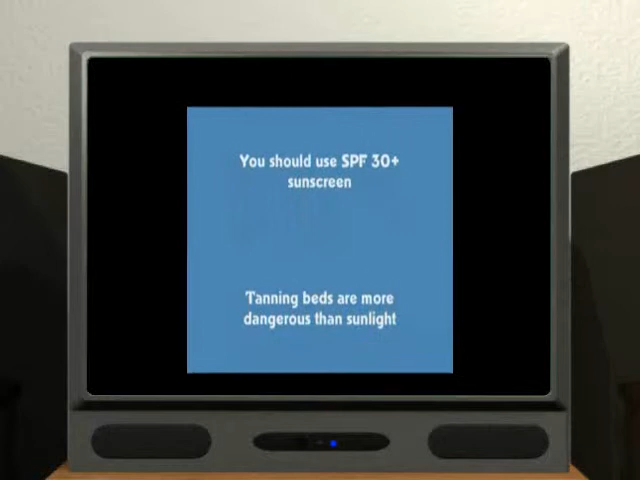 You should use SPF 30+
sunscreen
Tanning beds are more
dangerous than sunlight